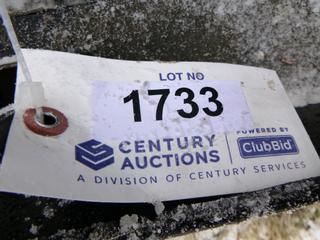 LOT NO
1733
CENTURY
AUCTIONS
POWERED BY
ClubBid
A DIVISION OF CENTURY SERVICES